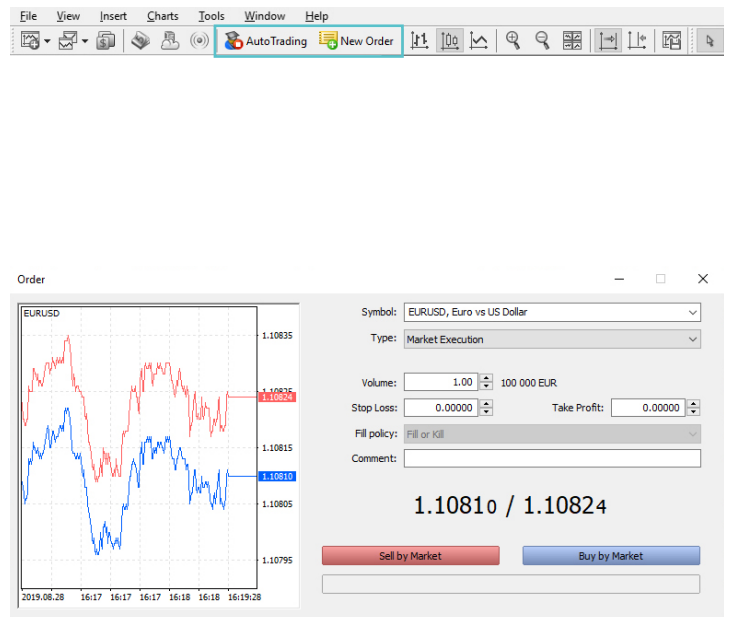 File View Insert Charts Tools Window Help
AutoTrading New Order
Order
EURUSD
1.10835
1.10825
1.10824
1.10815
1.10810
1.10805
1.10795
2019.08.28 16:17 16:17 16:17 16:18 16:18 16:19:28
Symbol: EURUSD, Euro vs US Dollar
Type: Market Execution
Volume: 1.00 100 000 EUR
Stop Loss: 0.00000 Take Profit: 0.00000
Fill policy: Fill or Kill
Comment:
1.10810 / 1.10824
Sell by Market Buy by Market